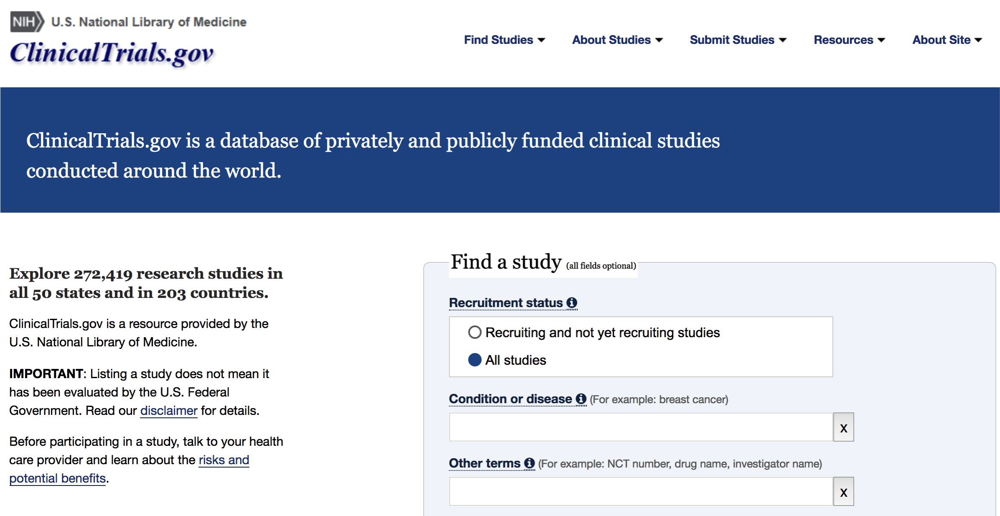 NIH U.S. National Library of Medicine
ClinicalTrials.gov
Find Studies About Studies Submit Studies Resources About Site
ClinicalTrials.gov is a database of privately and publicly funded clinical studies
conducted around the world.
Explore 272,419 research studies in
all 50 states and in 203 countries.
ClinicalTrials.gov is a resource provided by the
U.S. National Library of Medicine.
IMPORTANT: Listing a study does not mean it
has been evaluated by the U.S. Federal
Government. Read our disclaimer for details.
Before participating in a study, talk to your health
care provider and learn about the risks and
potential benefits.
Find a study (all fields optional)
Recruitment status i
Recruiting and not yet recruiting studies
All studies
Condition or disease i (For example: breast cancer)
x
Other terms i (For example: NCT number, drug name, investigator name)
x